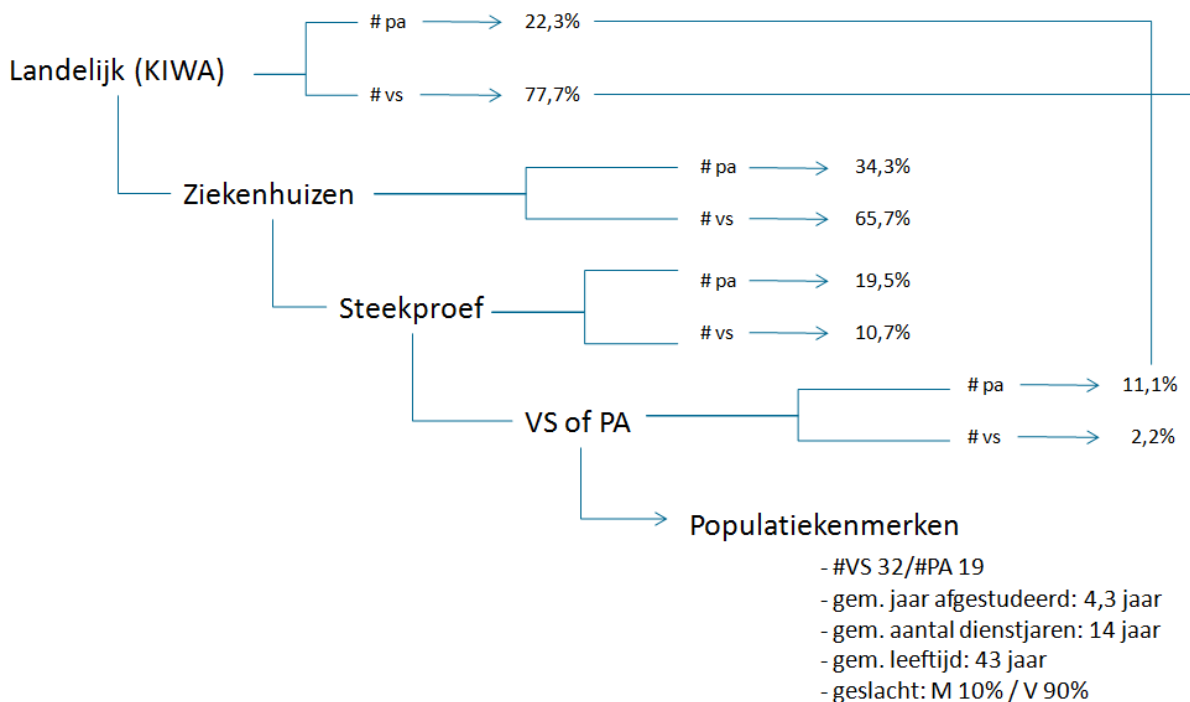 # pa 22,3%
Landelijk (KIWA)
# vs 77,7%
# pa 34,3%
Ziekenhuizen
# vs 65,7%
# pa 19,5%
Steekproef
# vs 10,7%
# pa 11,1%
VS of PA
# vs 2,2%
Populatiekenmerken
- #VS 32/#PA 19
- gem. jaar afgestudeerd: 4,3 jaar
- gem. aantal dienstjaren: 14 jaar
- gem. leeftijd: 43 jaar
- geslacht: M 10% / V 90%